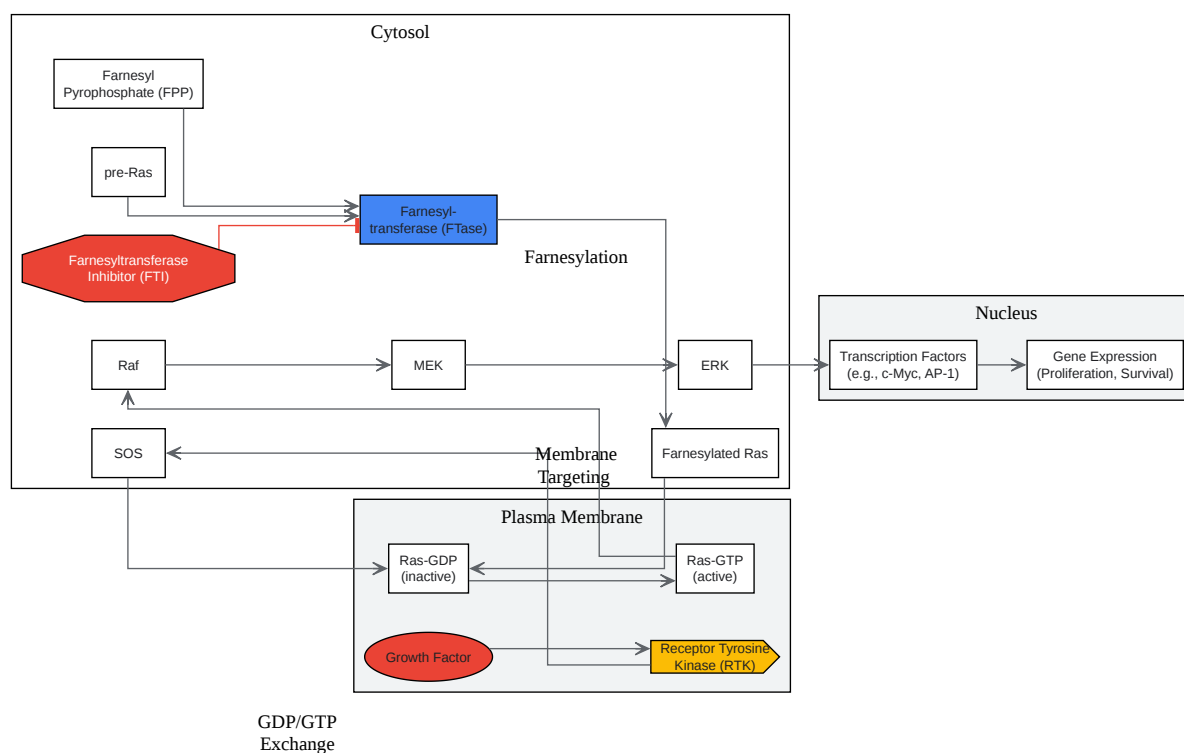 Cytosol
Farnesyl
Pyrophosphate (FPP)
pre-Ras
Farnesyl-
transferase (FTase)
Farnesylation
Farnesyltransferase
Inhibitor (FTI)
Nucleus
Raf
MEK
ERK
Transcription Factors
(e.g., c-Myc, AP-1)
Gene Expression
(Proliferation, Survival)
SOS
Membrane
Targeting
Farnesylated Ras
Plasma Membrane
Ras-GDP
(inactive)
Ras-GTP
(active)
Growth Factor
Receptor Tyrosine
Kinase (RTK)
GDP/GTP
Exchange